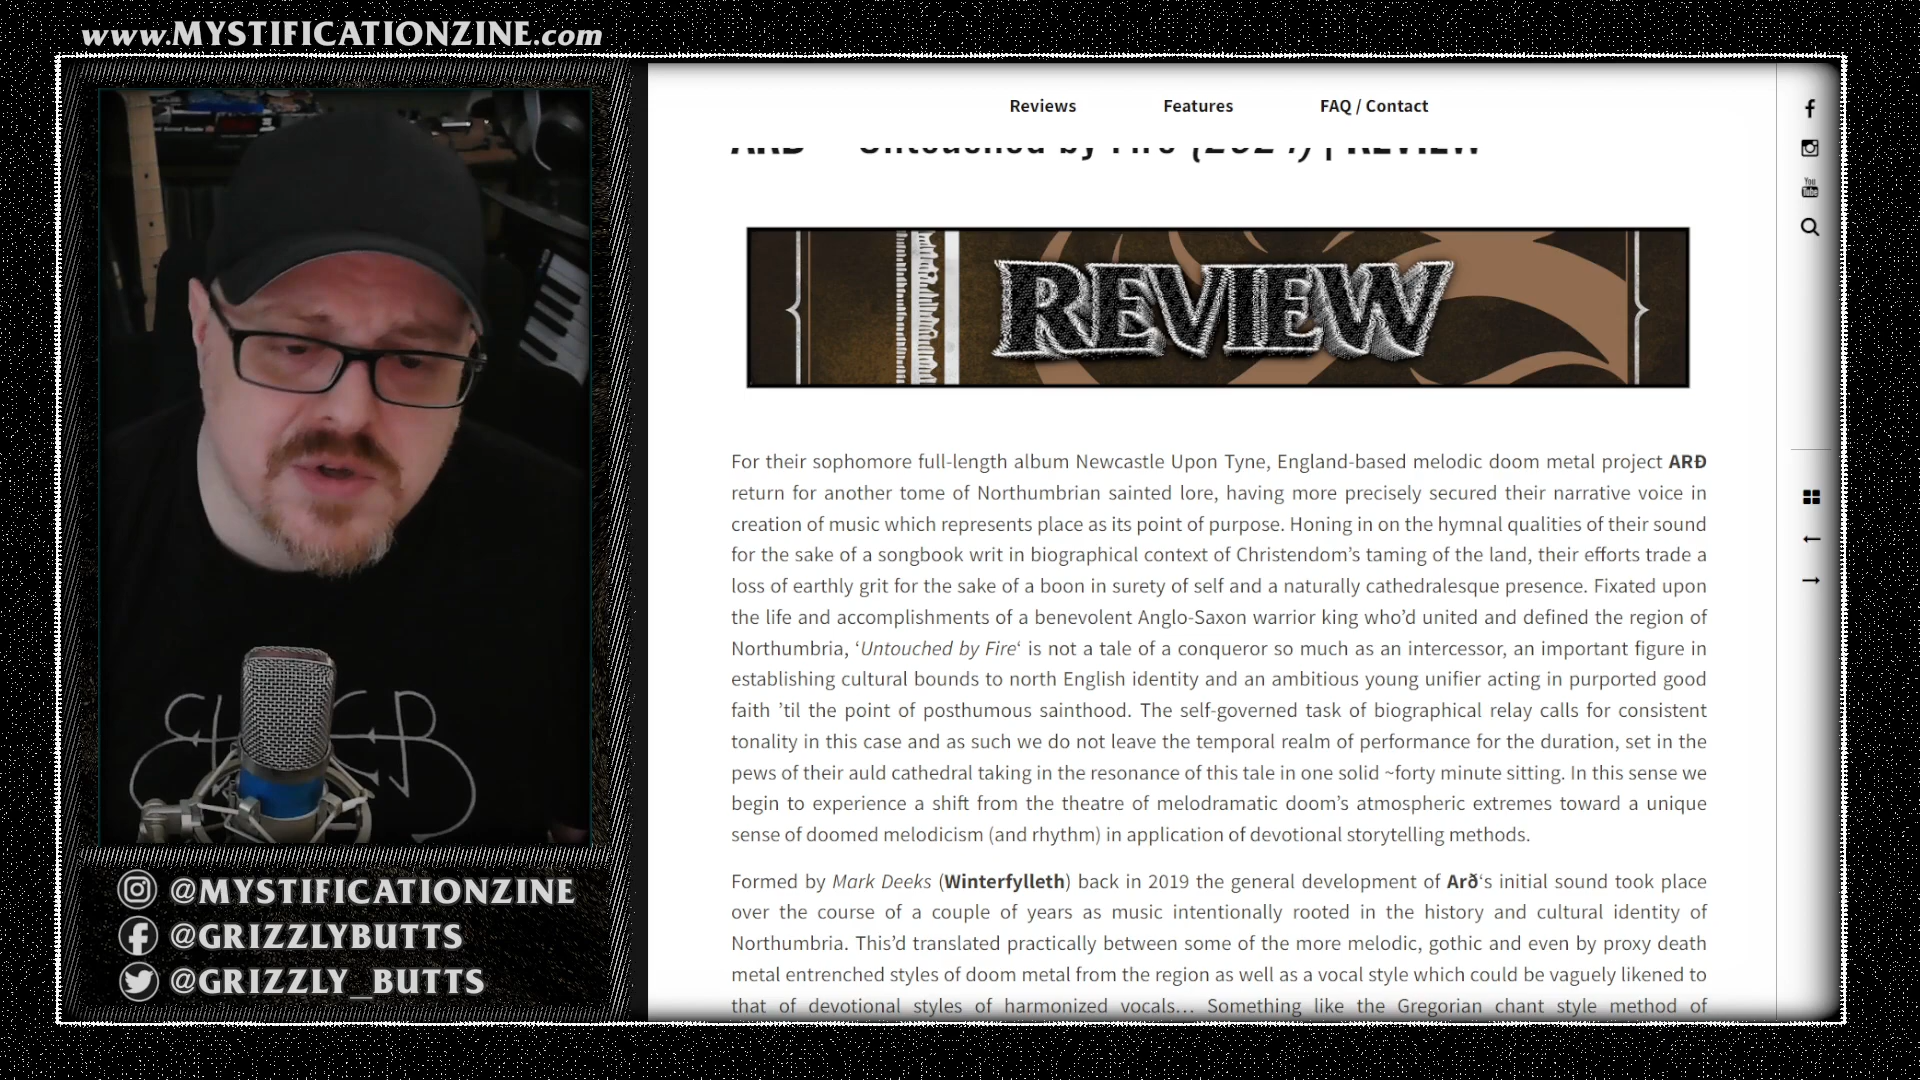 www.MYSTIFICATIONZINE.com
Reviews
Features
FAQ / Contact
ARÐ – Untouched by Fire (2024) | REVIEW
REVIEW
For their sophomore full-length album Newcastle Upon Tyne, England-based melodic doom metal project ARÐ
return for another tome of Northumbrian sainted lore, having more precisely secured their narrative voice in
creation of music which represents place as its point of purpose. Honing in on the hymnal qualities of their sound
for the sake of a songbook writ in biographical context of Christendom’s taming of the land, their efforts trade a
loss of earthly grit for the sake of a boon in surety of self and a naturally cathedralesque presence. Fixated upon
the life and accomplishments of a benevolent Anglo-Saxon warrior king who’d united and defined the region of
Northumbria, ‘Untouched by Fire‘ is not a tale of a conqueror so much as an intercessor, an important figure in
establishing cultural bounds to north English identity and an ambitious young unifier acting in purported good
faith ’til the point of posthumous sainthood. The self-governed task of biographical relay calls for consistent
tonality in this case and as such we do not leave the temporal realm of performance for the duration, set in the
pews of their auld cathedral taking in the resonance of this tale in one solid ~forty minute sitting. In this sense we
begin to experience a shift from the theatre of melodramatic doom’s atmospheric extremes toward a unique
sense of doomed melodicism (and rhythm) in application of devotional storytelling methods.
Formed by Mark Deeks (Winterfylleth) back in 2019 the general development of Arð‘s initial sound took place
over the course of a couple of years as music intentionally rooted in the history and cultural identity of
Northumbria. This’d translated practically between some of the more melodic, gothic and even by proxy death
metal entrenched styles of doom metal from the region as well as a vocal style which could be vaguely likened to
that of devotional styles of harmonized vocals… Something like the Gregorian chant style method of
You
Tube
@MYSTIFICATIONZINE
@GRIZZLYBUTTS
@GRIZZLY_BUTTS